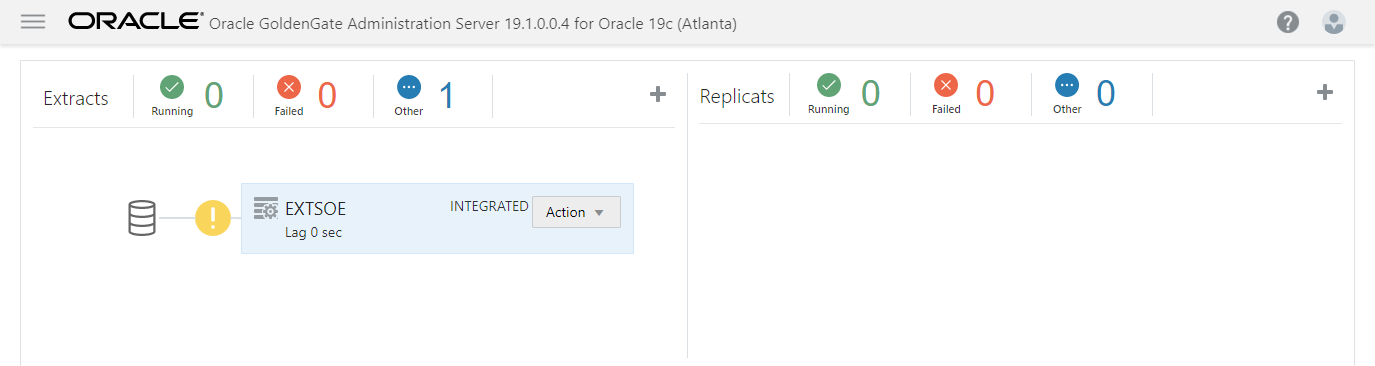 ORACLE® Oracle GoldenGate Administration Server 19.1.0.0.4 for Oracle 19c (Atlanta) ?
Extracts Running 0 Failed 0 Other 1 +
Replicats Running 0 Failed 0 Other 0 +
! EXTSOE INTEGRATED Action
Lag 0 sec